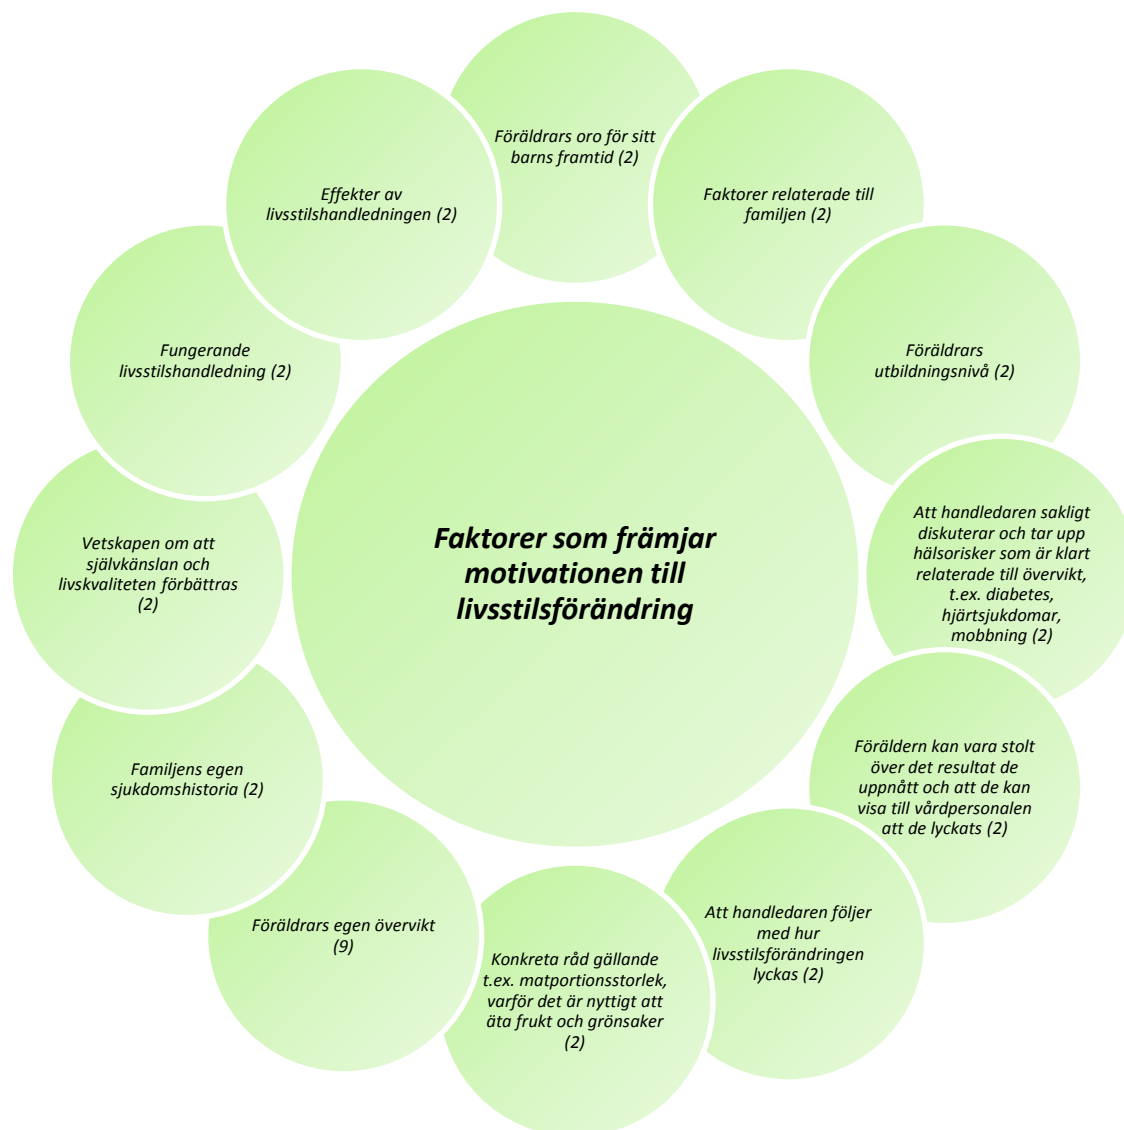 Föräldrars oro för sitt
barns framtid (2)
Faktorer relaterade till
familjen (2)
Föräldrars
utbildningsnivå (2)
Att handledaren sakligt
diskuterar och tar upp
hälsorisker som är klart
relaterade till övervikt,
t.ex. diabetes,
hjärtsjukdomar,
mobbning (2)
Föräldern kan vara stolt
över det resultat de
uppnått och att de kan
visa till vårdpersonalen
att de lyckats (2)
Att handledaren följer
med hur
livsstilsförändringen
lyckas (2)
Konkreta råd gällande
t.ex. matportionsstorlek,
varför det är nyttigt att
äta frukt och grönsaker
(2)
Föräldrars egen övervikt
(9)
Familjens egen
sjukdomshistoria (2)
Vetskapen om att
självkänslan och
livskvaliteten förbättras
(2)
Fungerande
livsstilshandledning (2)
Effekter av
livsstilshandledningen (2)
Faktorer som främjar
motivationen till
livsstilsförändring